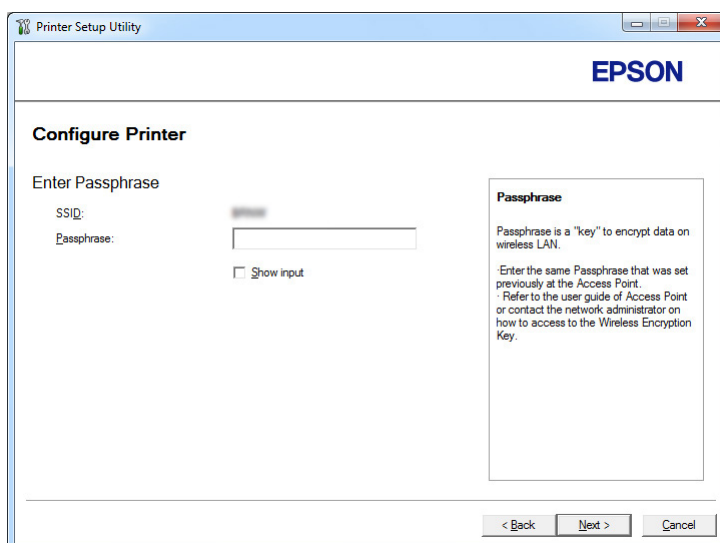 Printer Setup Utility
EPSON
Configure Printer
Enter Passphrase
SSID:
Passphrase:
Show input
Passphrase
Passphrase is a "key" to encrypt data on
wireless LAN.
·Enter the same Passphrase that was set
previously at the Access Point.
· Refer to the user guide of Access Point
or contact the network administrator on
how to access to the Wireless Encryption
Key.
< Back
Next >
Cancel